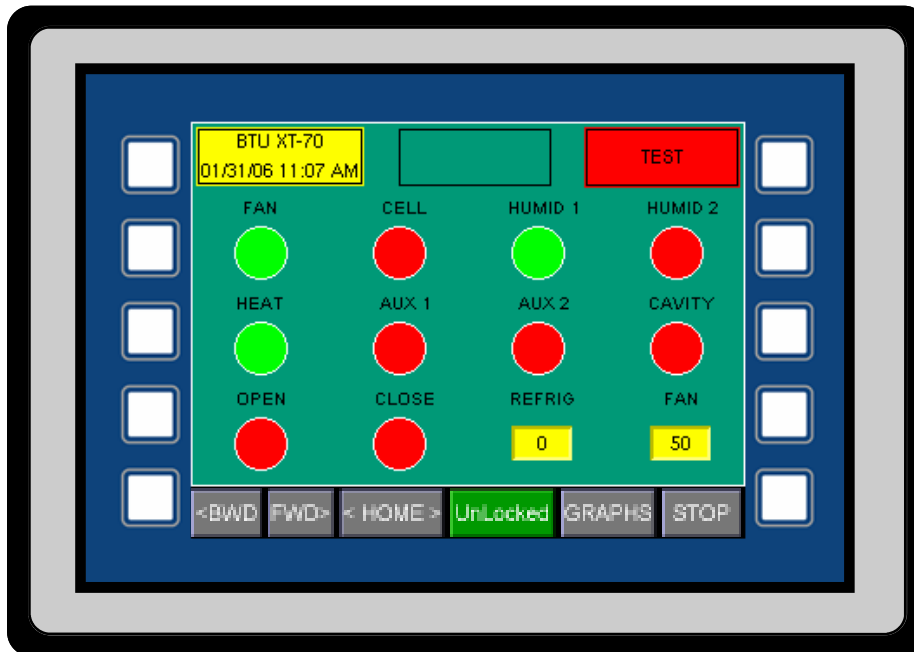 BTU XT-70
01/31/06 11:07 AM
TEST
FAN CELL HUMID 1 HUMID 2
HEAT AUX 1 AUX 2 CAVITY
OPEN CLOSE REFRIG FAN
0 50
<BWD FWD> < HOME > UnLocked GRAPHS STOP